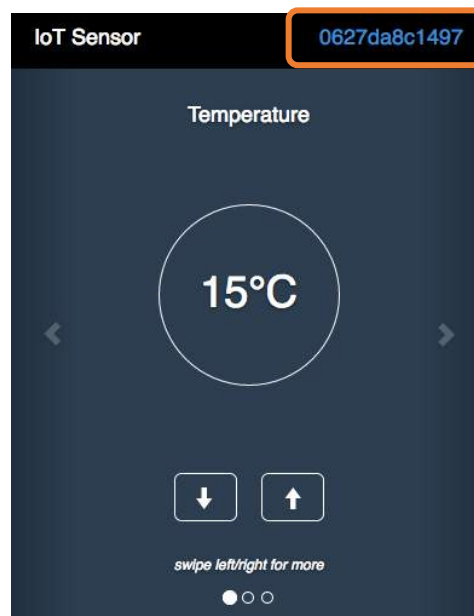 IoT Sensor 0627da8c1497
Temperature
15°C
swipe left/right for more